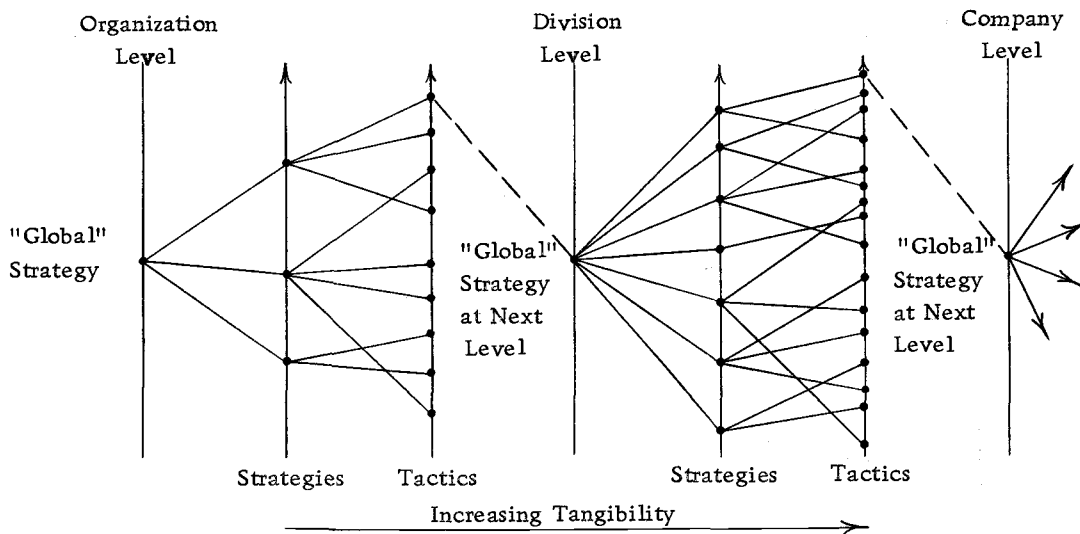 Organization
Level
Division
Level
Company
Level
"Global"
Strategy
"Global"
Strategy
at Next
Level
"Global"
Strategy
at Next
Level
Strategies
Tactics
Strategies
Tactics
Increasing Tangibility